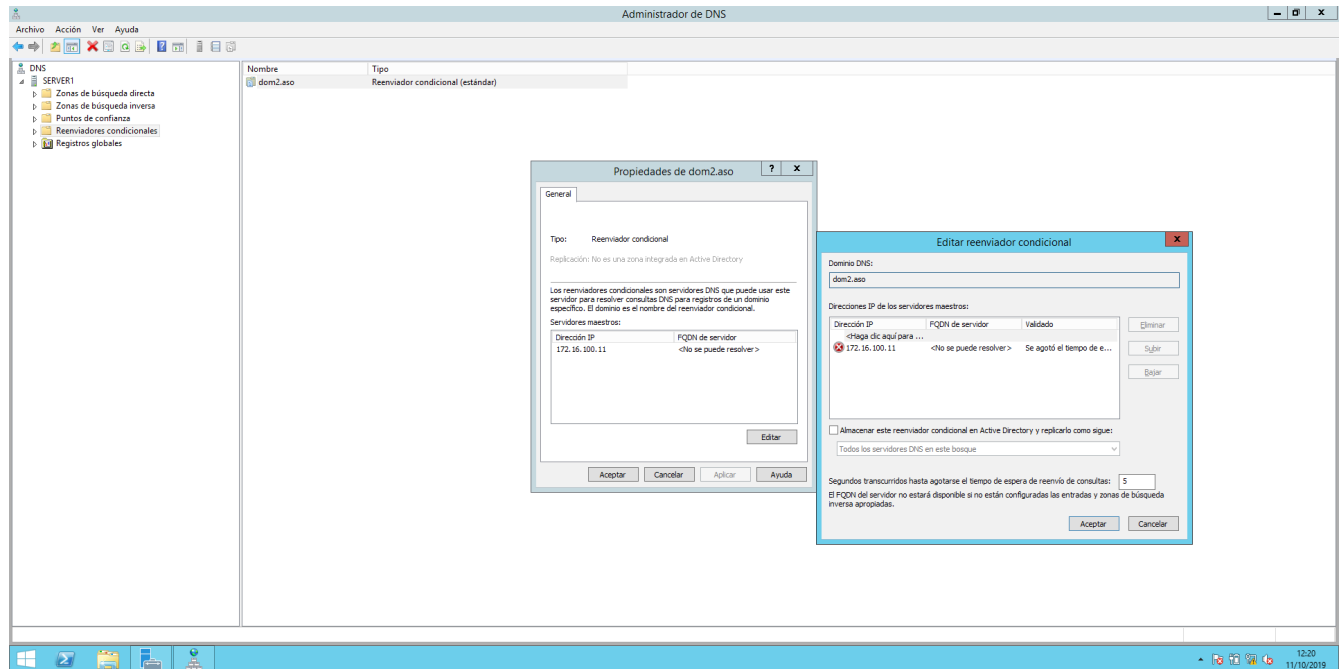 Administrador de DNS
Archivo Acción Ver Ayuda
DNS
SERVER1
Zonas de búsqueda directa
Zonas de búsqueda inversa
Puntos de confianza
Reenviadores condicionales
Registros globales
Nombre Tipo
dom2.aso Reenviador condicional (estándar)
Propiedades de dom2.aso
General
Tipo: Reenviador condicional
Replicación: No es una zona integrada en Active Directory
Los reenviadores condicionales son servidores DNS que puede usar este
servidor para resolver consultas DNS para registros de un dominio
específico. El dominio es el nombre del reenviador condicional.
Servidores maestros:
Dirección IP FQDN de servidor
172.16.100.11 <No se puede resolver>
Editar
Aceptar Cancelar Aplicar Ayuda
Editar reenviador condicional
Dominio DNS:
dom2.aso
Direcciones IP de los servidores maestros:
Dirección IP FQDN de servidor Validado
<Haga clic aquí para ...
172.16.100.11 <No se puede resolver> Se agotó el tiempo de e...
Eliminar
Subir
Bajar
Almacenar este reenviador condicional en Active Directory y replicarlo como sigue:
Todos los servidores DNS en este bosque
Segundos transcurridos hasta agotarse el tiempo de espera de reenvío de consultas: 5
El FQDN del servidor no estará disponible si no están configuradas las entradas y zonas de búsqueda
inversa apropiadas.
Aceptar Cancelar
12:20
11/10/2019